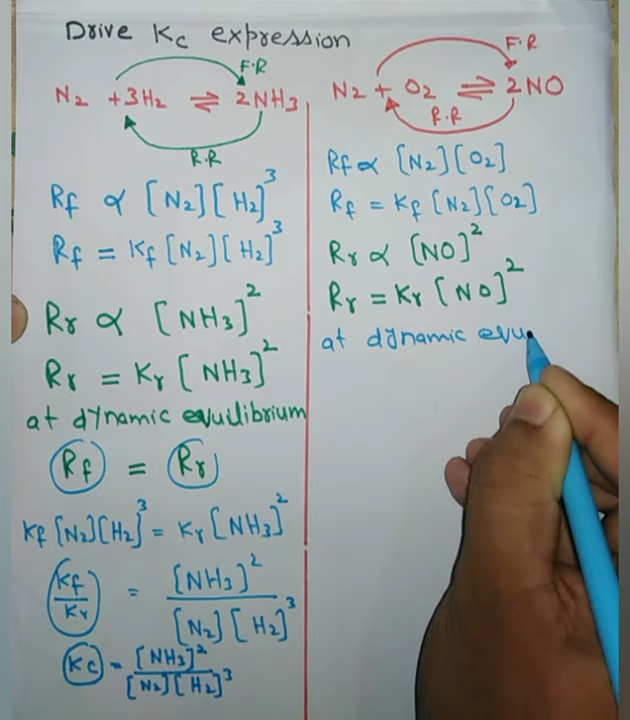 Drive Kc expression
F.R
N₂ + 3H₂ ⇌ 2NH₃
R.R
Rf ∝ [N₂][H₂]³
Rf = Kf [N₂][H₂]³
Rr ∝ [NH₃]²
Rr = Kr [NH₃]²
at dynamic evuilibrium
Rf = Rr
Kf [N₂][H₂]³ = Kr [NH₃]²
Kf/Kr = [NH₃]²/[N₂][H₂]³
Kc = [NH₃]²/[N₂][H₂]³
F.R
N₂ + O₂ ⇌ 2NO
R.R
Rf ∝ [N₂][O₂]
Rf = Kf [N₂][O₂]
Rr ∝ [NO]²
Rr = Kr [NO]²
at dynamic evu